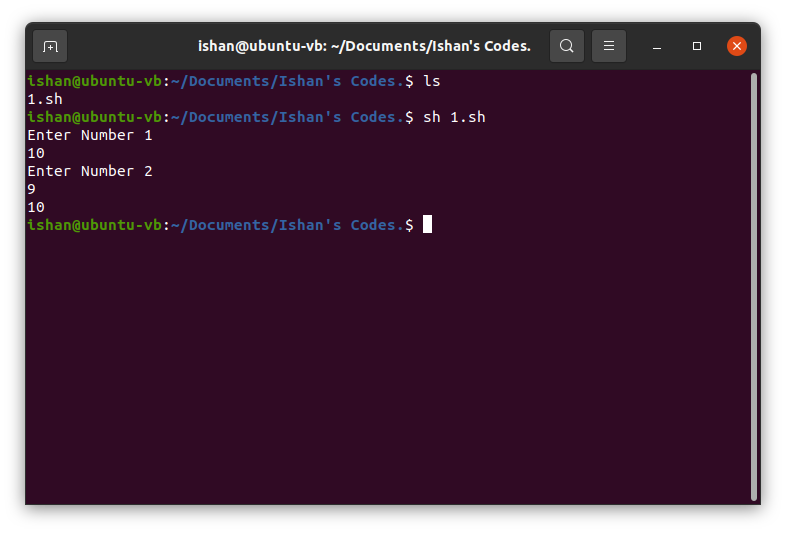 ishan@ubuntu-vb: ~/Documents/Ishan's Codes.
ishan@ubuntu-vb:~/Documents/Ishan's Codes.$ ls
1.sh
ishan@ubuntu-vb:~/Documents/Ishan's Codes.$ sh 1.sh
Enter Number 1
10
Enter Number 2
9
10
ishan@ubuntu-vb:~/Documents/Ishan's Codes.$